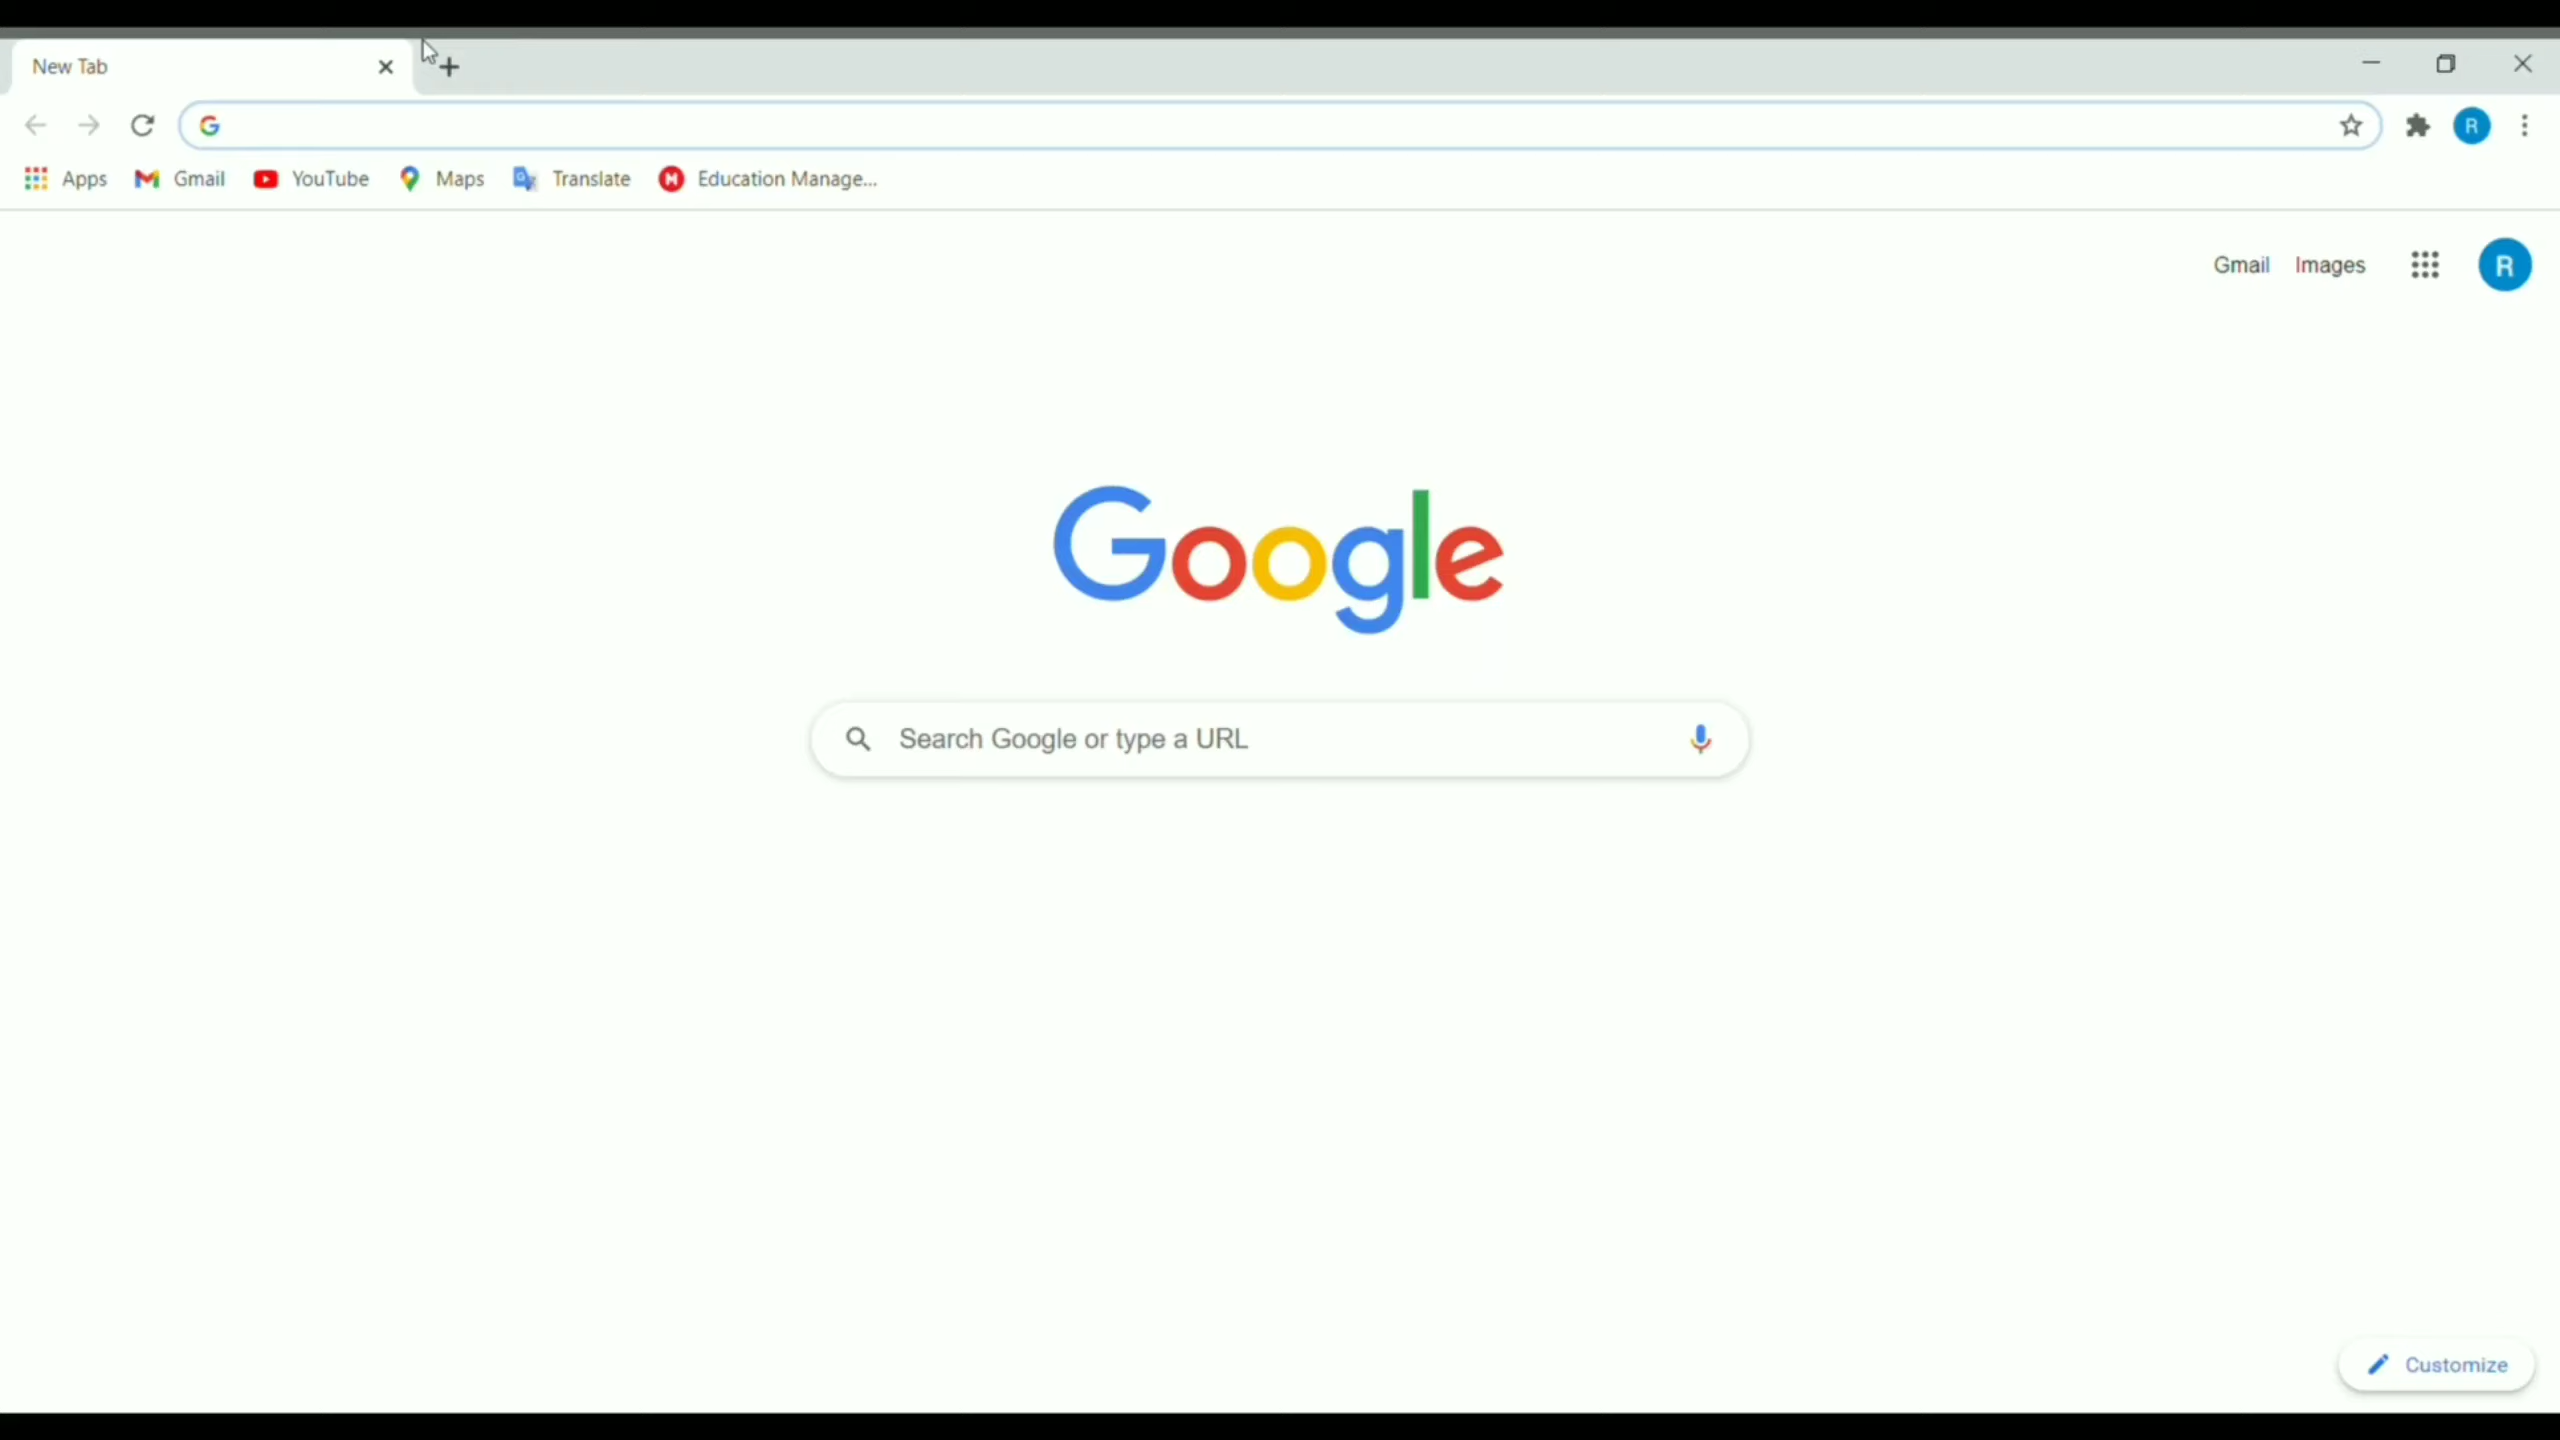 New Tab
Apps Gmail YouTube Maps Translate Education Manage...
Gmail Images R
R
Google
Search Google or type a URL
Customize